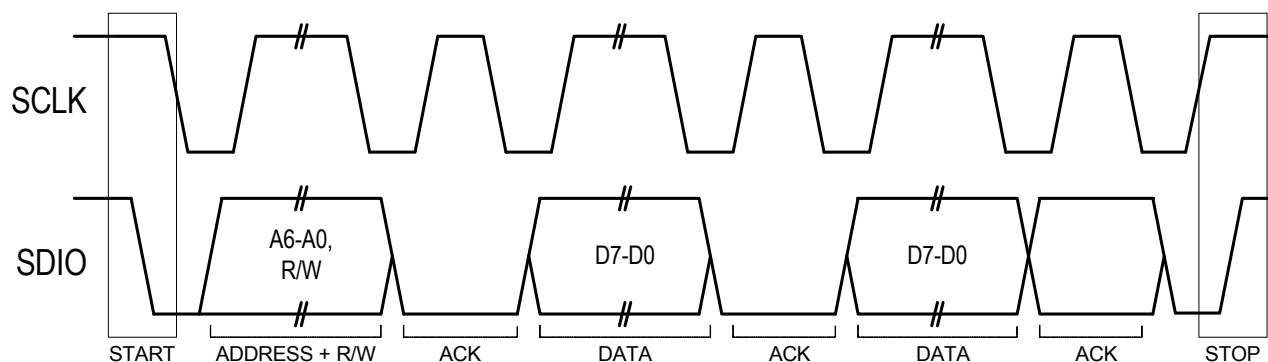 SCLK
SDIO
A6-A0,
R/W
D7-D0
D7-D0
START
ADDRESS + R/W
ACK
DATA
ACK
DATA
ACK
STOP